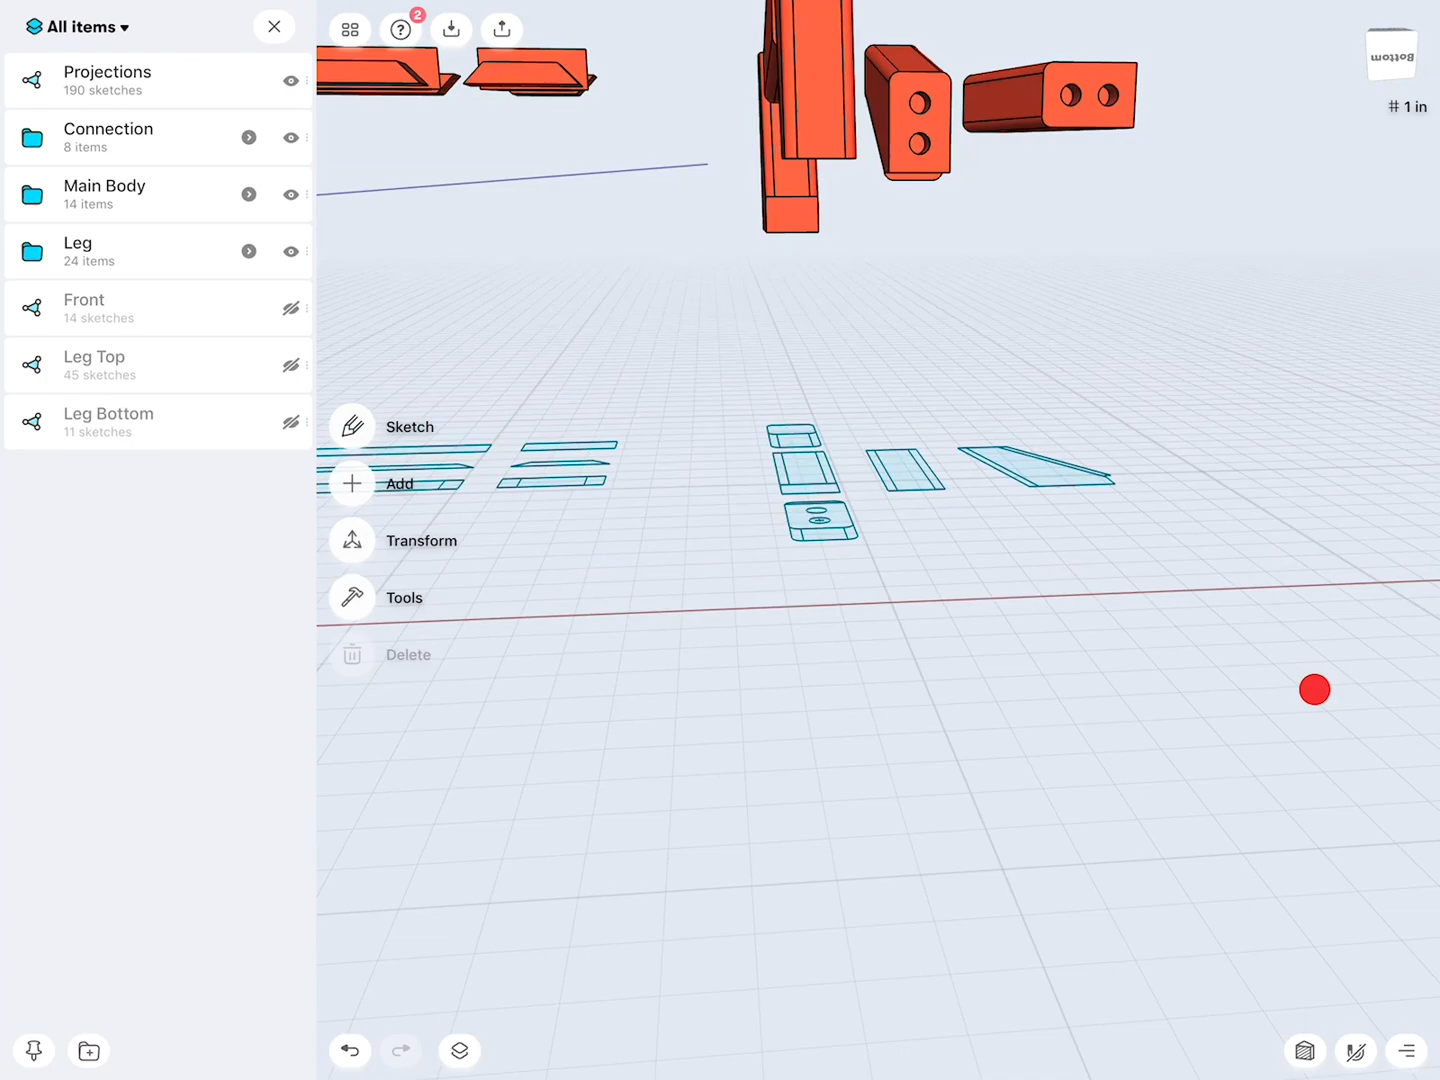 All items
Projections
190 sketches
Connection
8 items
Main Body
14 items
Leg
24 items
Front
14 sketches
Leg Top
45 sketches
Leg Bottom
11 sketches
2
Bottom
1 in
Sketch
Add
Transform
Tools
Delete